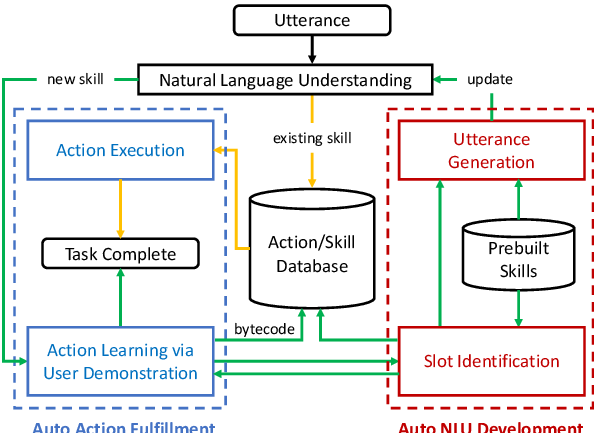 Utterance
new skill
Natural Language Understanding
update
Action Execution
existing skill
Utterance
Generation
Task Complete
Action/Skill
Database
Prebuilt
Skills
bytecode
Action Learning via
User Demonstration
Slot Identification
Auto Action Fulfillment
Auto NLU Development